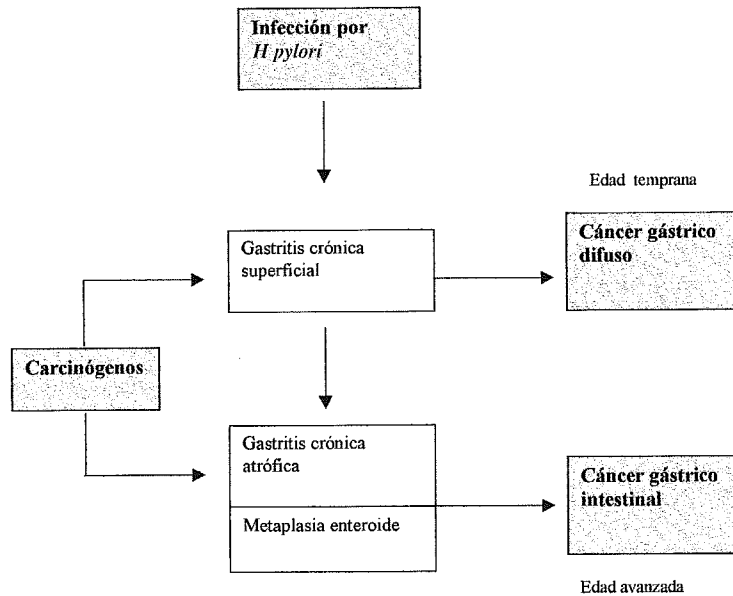 Infección por
H pylori
Edad temprana
Gastritis crónica
superficial
Cáncer gástrico
difuso
Carcinógenos
Gastritis crónica
atrófica
Metaplasia enteroide
Cáncer gástrico
intestinal
Edad avanzada